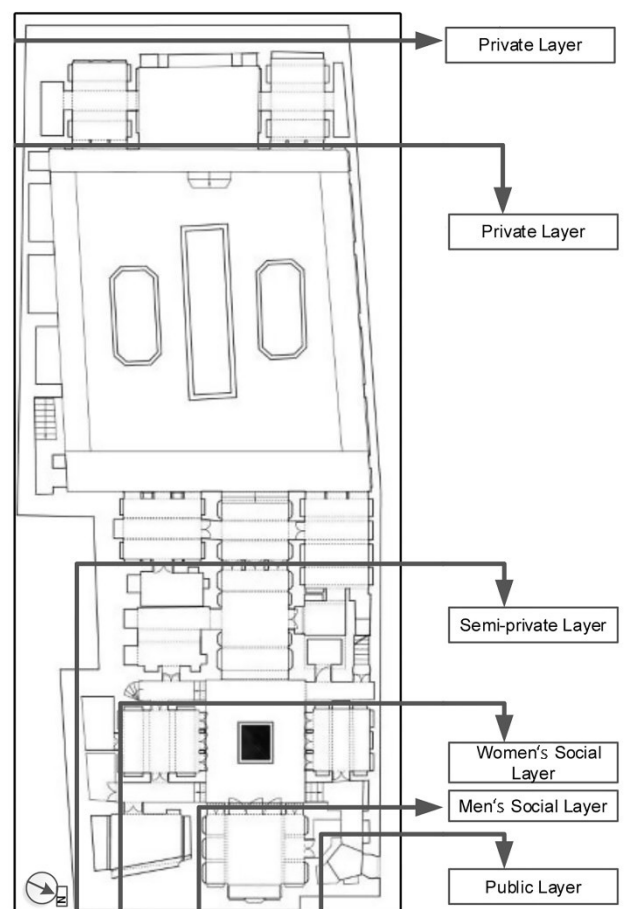 Private Layer
Private Layer
Semi-private Layer
Women's Social
Layer
Men's Social Layer
Public Layer
N